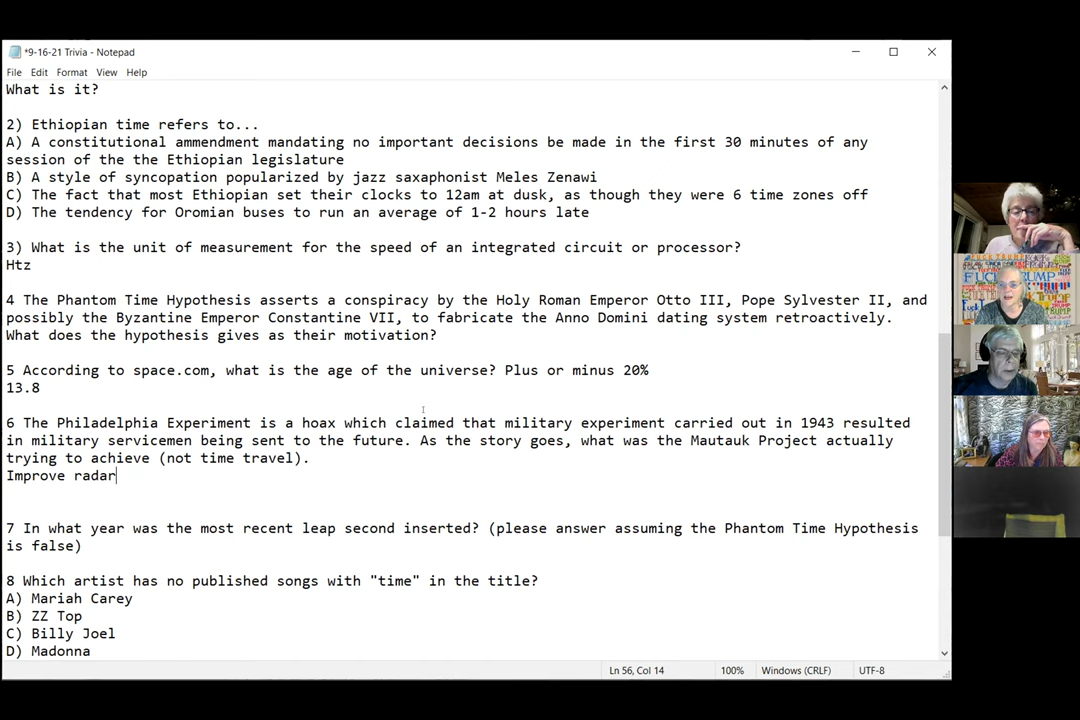 *9-16-21 Trivia - Notepad
File Edit Format View Help
What is it?
2) Ethiopian time refers to...
A) A constitutional ammendment mandating no important decisions be made in the first 30 minutes of any
session of the the Ethiopian legislature
B) A style of syncopation popularized by jazz saxaphonist Meles Zenawi
C) The fact that most Ethiopian set their clocks to 12am at dusk, as though they were 6 time zones off
D) The tendency for Oromian buses to run an average of 1-2 hours late
3) What is the unit of measurement for the speed of an integrated circuit or processor?
Htz
4 The Phantom Time Hypothesis asserts a conspiracy by the Holy Roman Emperor Otto III, Pope Sylvester II, and
possibly the Byzantine Emperor Constantine VII, to fabricate the Anno Domini dating system retroactively.
What does the hypothesis gives as their motivation?
5 According to space.com, what is the age of the universe? Plus or minus 20%
13.8
6 The Philadelphia Experiment is a hoax which claimed that military experiment carried out in 1943 resulted
in military servicemen being sent to the future. As the story goes, what was the Mautauk Project actually
trying to achieve (not time travel).
Improve radar
7 In what year was the most recent leap second inserted? (please answer assuming the Phantom Time Hypothesis
is false)
8 Which artist has no published songs with "time" in the title?
A) Mariah Carey
B) ZZ Top
C) Billy Joel
D) Madonna
Ln 56, Col 14 100% Windows (CRLF) UTF-8
FUCK TRUMP
FUCK TRUMP